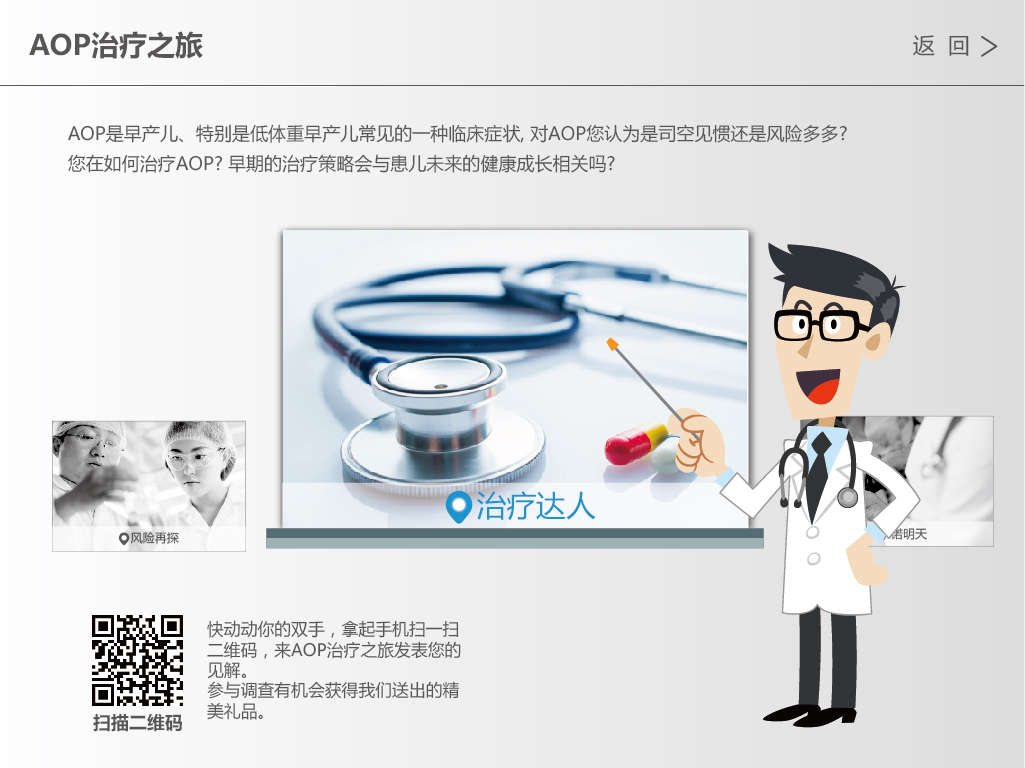 AOP治疗之旅
返 回
AOP是早产儿、特别是低体重早产儿常见的一种临床症状, 对AOP您认为是司空见惯还是风险多多?
您在如何治疗AOP? 早期的治疗策略会与患儿未来的健康成长相关吗?
治疗达人
风险再探
诺明天
快动动你的双手，拿起手机扫一扫
二维码，来AOP治疗之旅发表您的
见解。
参与调查有机会获得我们送出的精
美礼品。
扫描二维码